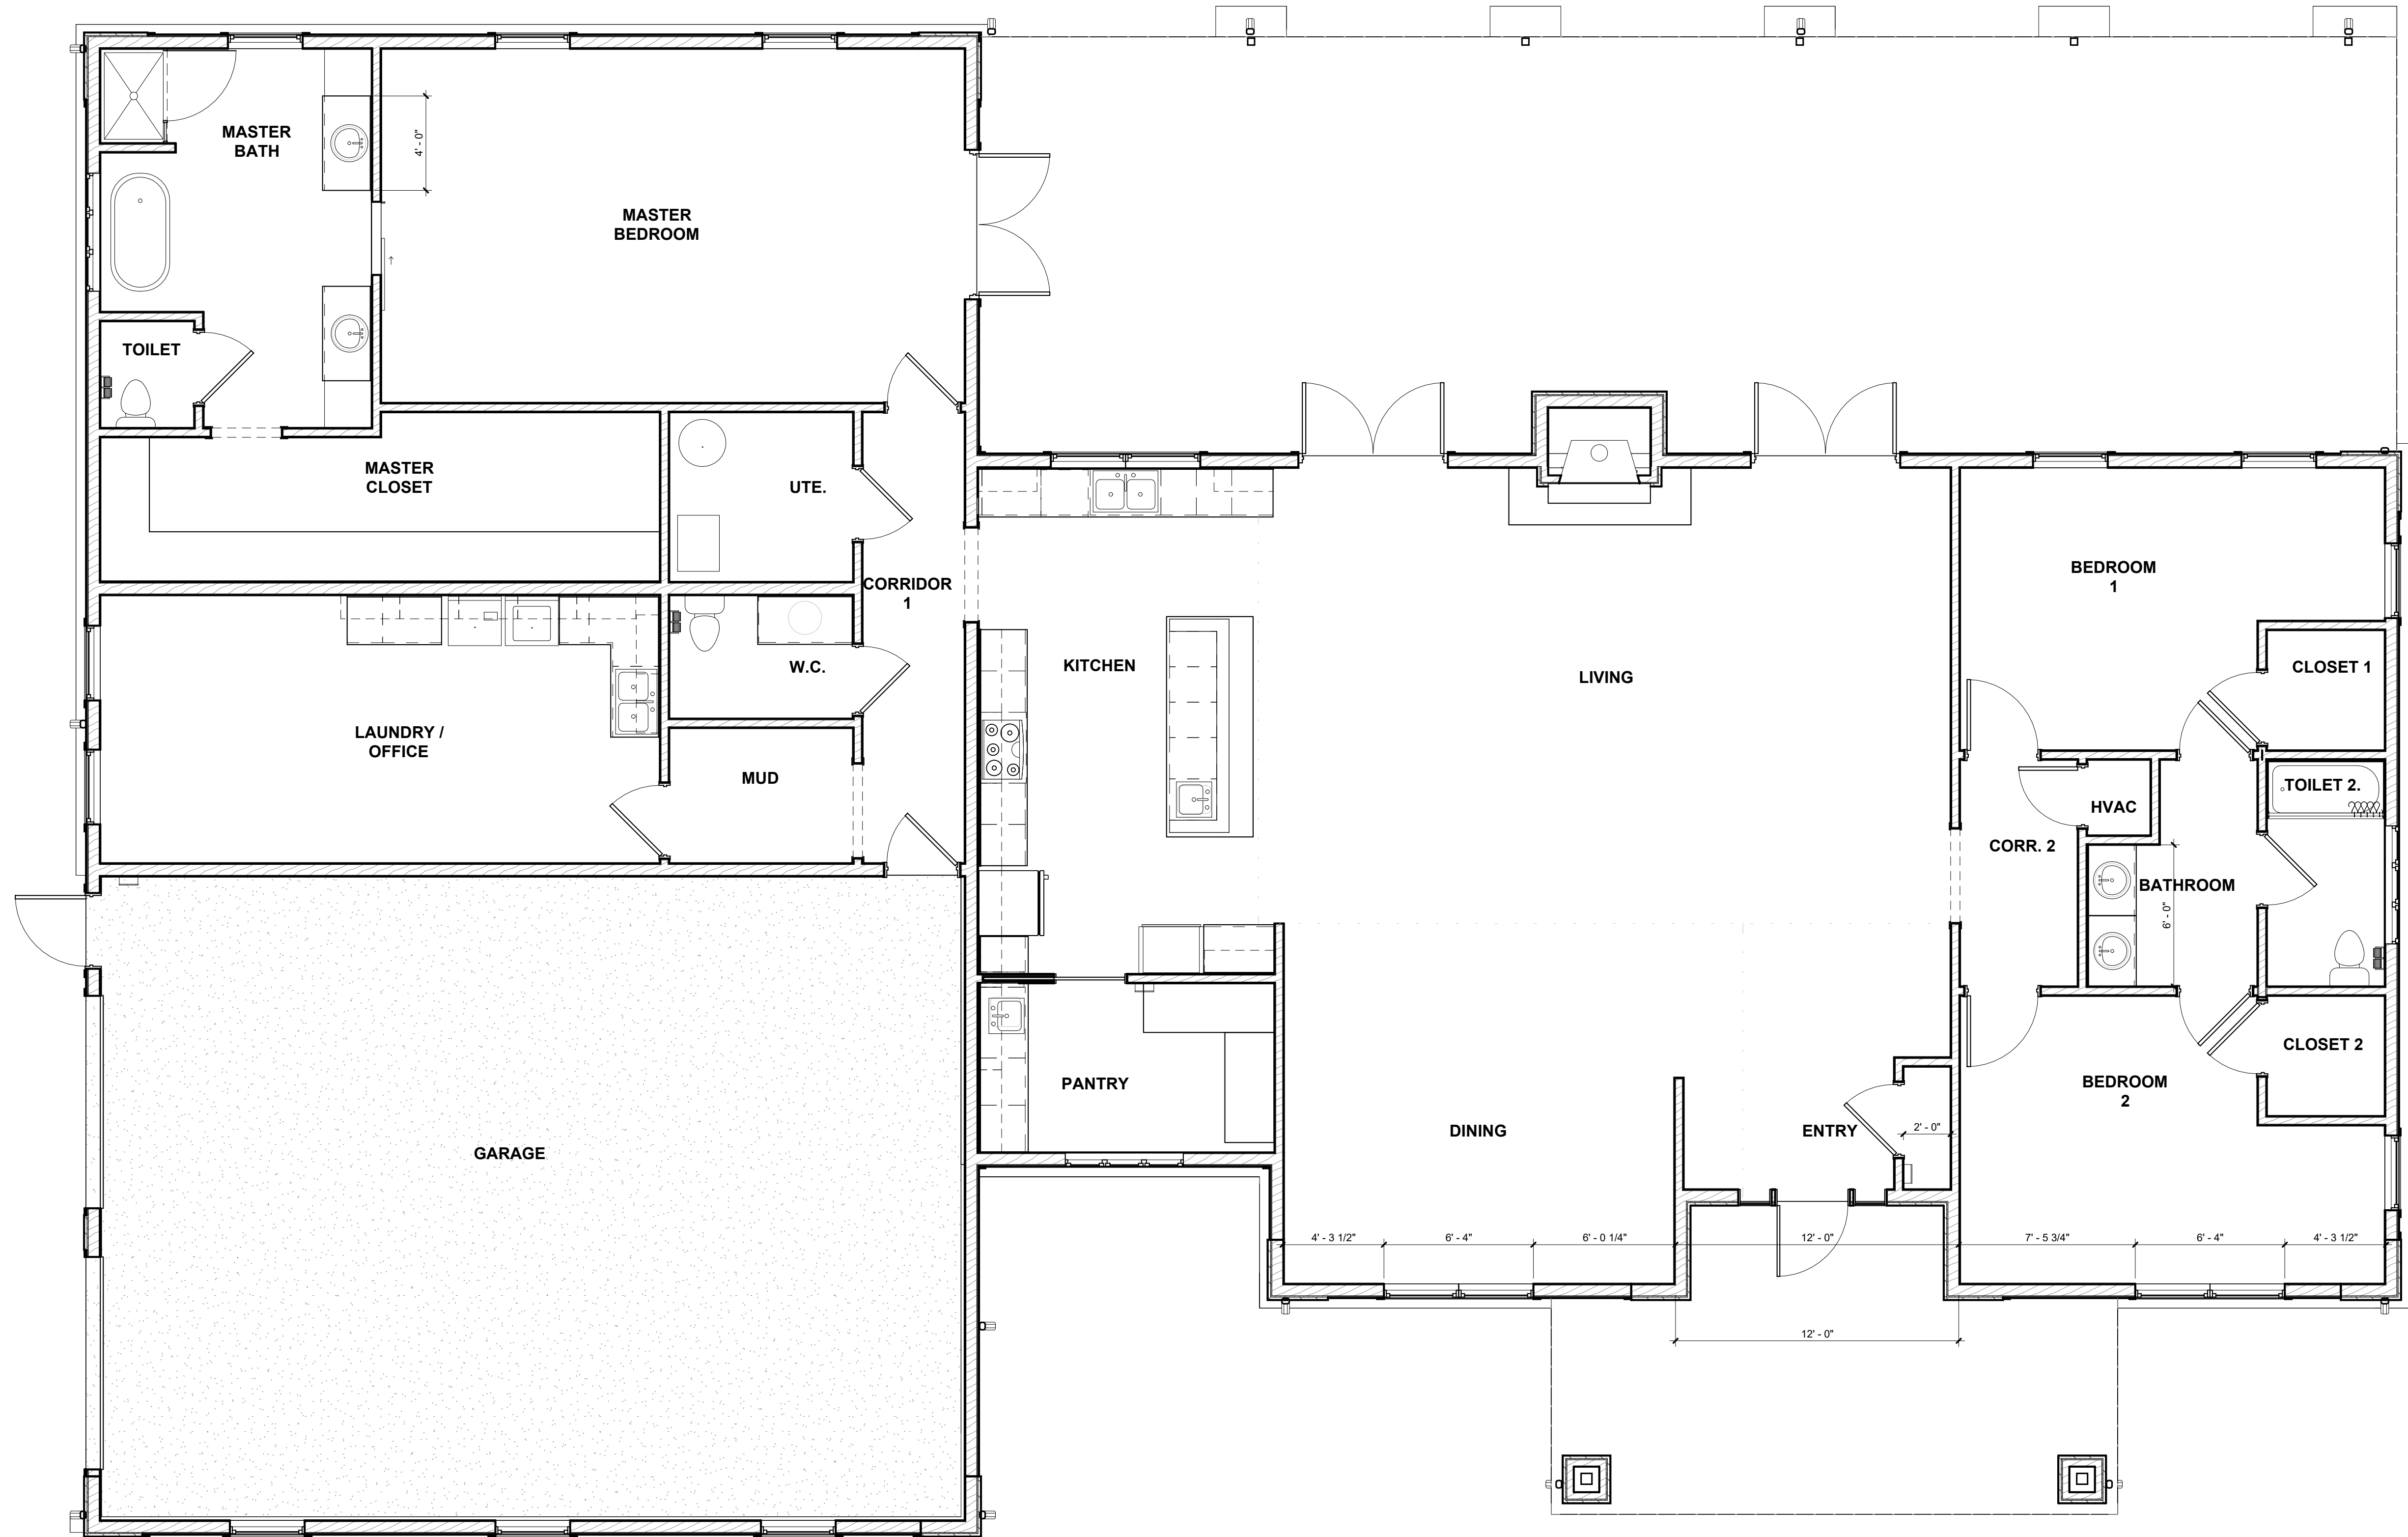 MASTER
BATH
4' - 0"
MASTER
BEDROOM
TOILET
MASTER
CLOSET
UTE.
CORRIDOR
1
BEDROOM
1
KITCHEN
LIVING
W.C.
CLOSET 1
LAUNDRY /
OFFICE
MUD
TOILET 2.
HVAC
CORR. 2
BATHROOM
6' - 0"
CLOSET 2
PANTRY
BEDROOM
2
GARAGE
DINING
ENTRY
2' - 0"
4' - 3 1/2"
6' - 4"
6' - 0 1/4"
12' - 0"
7' - 5 3/4"
6' - 4"
4' - 3 1/2"
12' - 0"